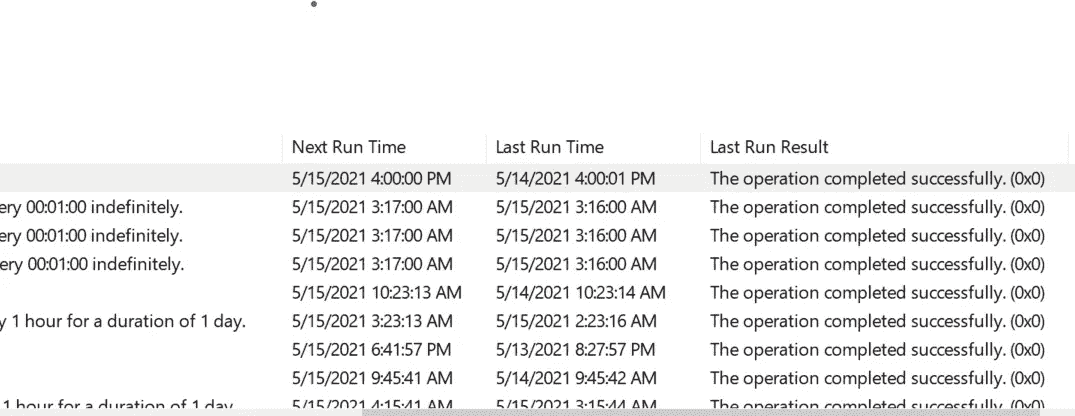 Next Run Time Last Run Time Last Run Result
5/15/2021 4:00:00 PM 5/14/2021 4:00:01 PM The operation completed successfully. (0x0)
ery 00:01:00 indefinitely. 5/15/2021 3:17:00 AM 5/15/2021 3:16:00 AM The operation completed successfully. (0x0)
ery 00:01:00 indefinitely. 5/15/2021 3:17:00 AM 5/15/2021 3:16:00 AM The operation completed successfully. (0x0)
ery 00:01:00 indefinitely. 5/15/2021 3:17:00 AM 5/15/2021 3:16:00 AM The operation completed successfully. (0x0)
5/15/2021 10:23:13 AM 5/14/2021 10:23:14 AM The operation completed successfully. (0x0)
y 1 hour for a duration of 1 day. 5/15/2021 3:23:13 AM 5/15/2021 2:23:16 AM The operation completed successfully. (0x0)
5/15/2021 6:41:57 PM 5/13/2021 8:27:57 PM The operation completed successfully. (0x0)
5/15/2021 9:45:41 AM 5/14/2021 9:45:42 AM The operation completed successfully. (0x0)
1 hour for a duration of 1 day. 5/15/2021 4:15:41 AM 5/15/2021 3:15:44 AM The operation completed successfully. (0x0)